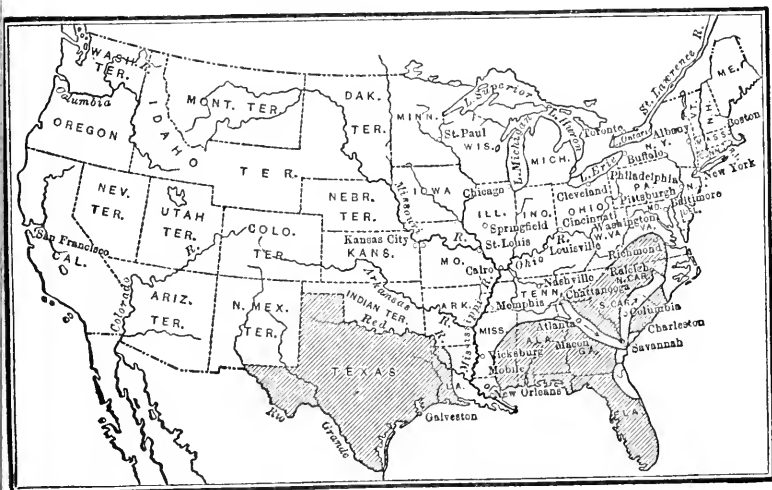 WASH.
TER.
R.
Columbia
OREGON
IDAHO
TER.
MONT. TER.
DAK.
TER.
MINN.
St.Paul
WIS.
L. Superior
L. Michigan
L. Huron
MICH.
Toronto
L. Ontario
St. Lawrence R.
ME.
VT.
N.H.
Boston
MASS.
CONN.
Albany
N.Y.
Buffalo
L. Erie
New York
Philadelphia
PA.
Pittsburg
Baltimore
MD.
Cleveland
OHIO
Cincinnati
Washington
W.VA.
VA.
Richmond
NEV.
TER.
UTAH
TER.
COLO.
TER.
NEBR.
TER.
IOWA
Missouri
R.
Chicago
ILL.
Springfield
IND.
Kansas City
KANS.
MO.
St.Louis
Louisville
Ohio R.
Cairo
San Francisco
CAL.
Colorado
R.
ARIZ.
TER.
N. MEX.
TER.
INDIAN TER.
Arkansas
R.
Red
R.
ARK.
Mississippi R.
Memphis
TENN.
Nashville
Chattanooga
Raleigh
N.CAR.
S.CAR.
Columbia
Charleston
Savannah
Atlanta
Macon
GA.
ALA.
MISS.
Vicksburg
Mobile
New Orleans
LA.
FLA.
TEXAS
Galveston
Rio
Grande